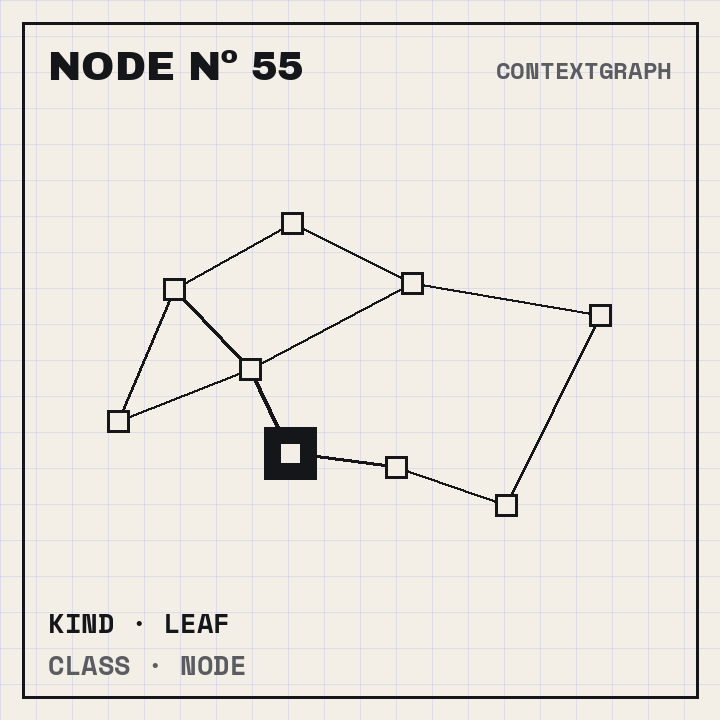 NODE Nº 55
CONTEXTGRAPH
KIND · LEAF
CLASS · NODE